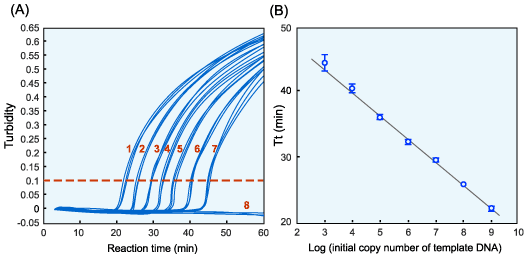 (A)
0.65
0.6
0.55
0.5
0.45
0.4
0.35
0.3
0.25
0.2
0.15
0.1
0.05
0
-0.05
Turbidity
1 2 3 4 5 6 7
8
0 10 20 30 40 50 60
Reaction time (min)
(B)
50
40
30
20
Tt (min)
2 3 4 5 6 7 8 9 10
Log (initial copy number of template DNA)